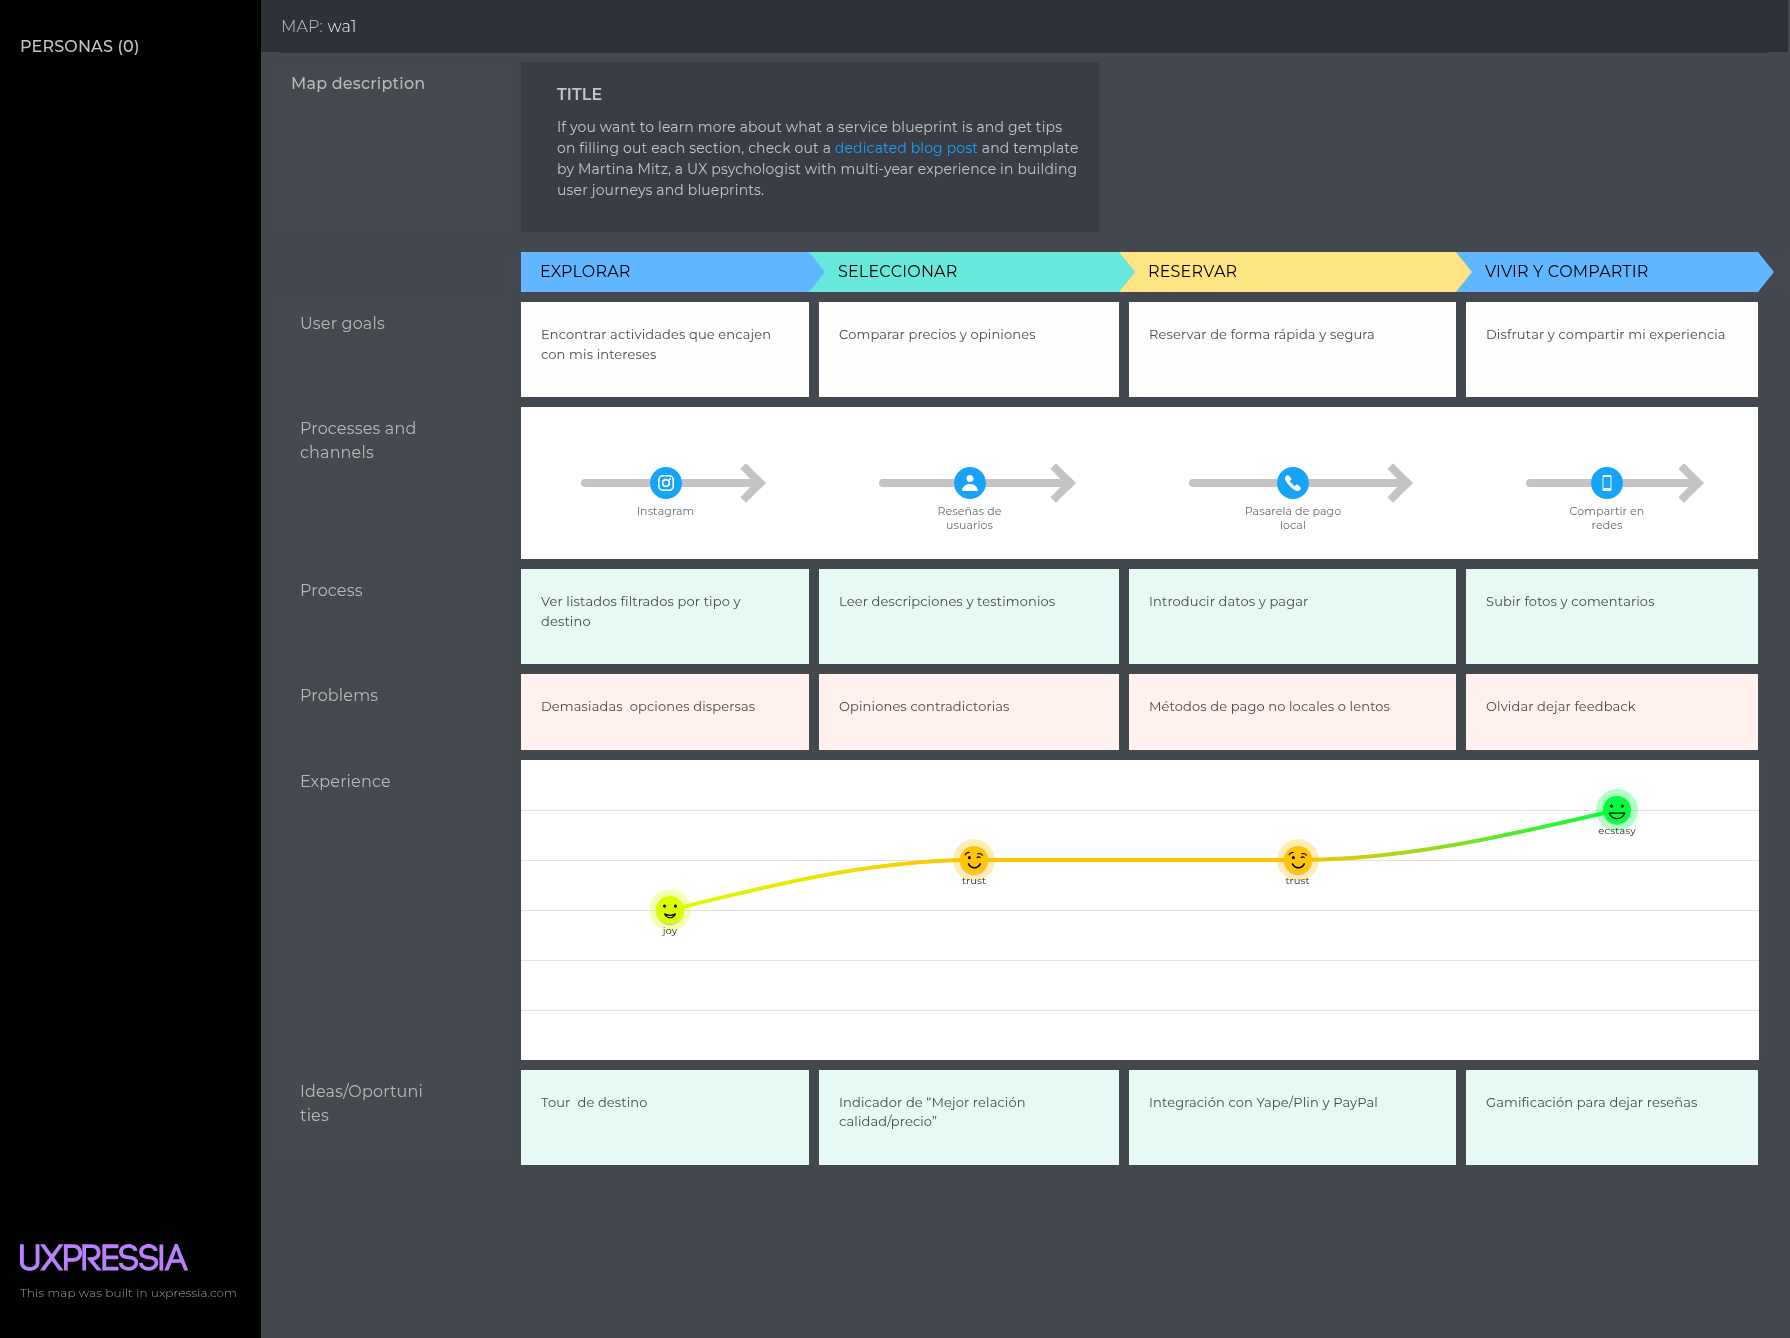 PERSONAS (0)
MAP: wa1
Map description
TITLE
If you want to learn more about what a service blueprint is and get tips
on filling out each section, check out a dedicated blog post and template
by Martina Mitz, a UX psychologist with multi-year experience in building
user journeys and blueprints.
EXPLORAR
SELECCIONAR
RESERVAR
VIVIR Y COMPARTIR
User goals
Encontrar actividades que encajen
con mis intereses
Comparar precios y opiniones
Reservar de forma rápida y segura
Disfrutar y compartir mi experiencia
Processes and
channels
Instagram
Reseñas de
usuarios
Pasarela de pago
local
Compartir en
redes
Process
Ver listados filtrados por tipo y
destino
Leer descripciones y testimonios
Introducir datos y pagar
Subir fotos y comentarios
Problems
Demasiadas  opciones dispersas
Opiniones contradictorias
Métodos de pago no locales o lentos
Olvidar dejar feedback
Experience
joy
trust
trust
ecstasy
Ideas/Oportuni
ties
Tour  de destino
Indicador de “Mejor relación
calidad/precio”
Integración con Yape/Plin y PayPal
Gamificación para dejar reseñas
UXPRESSIA
This map was built in uxpressia.com